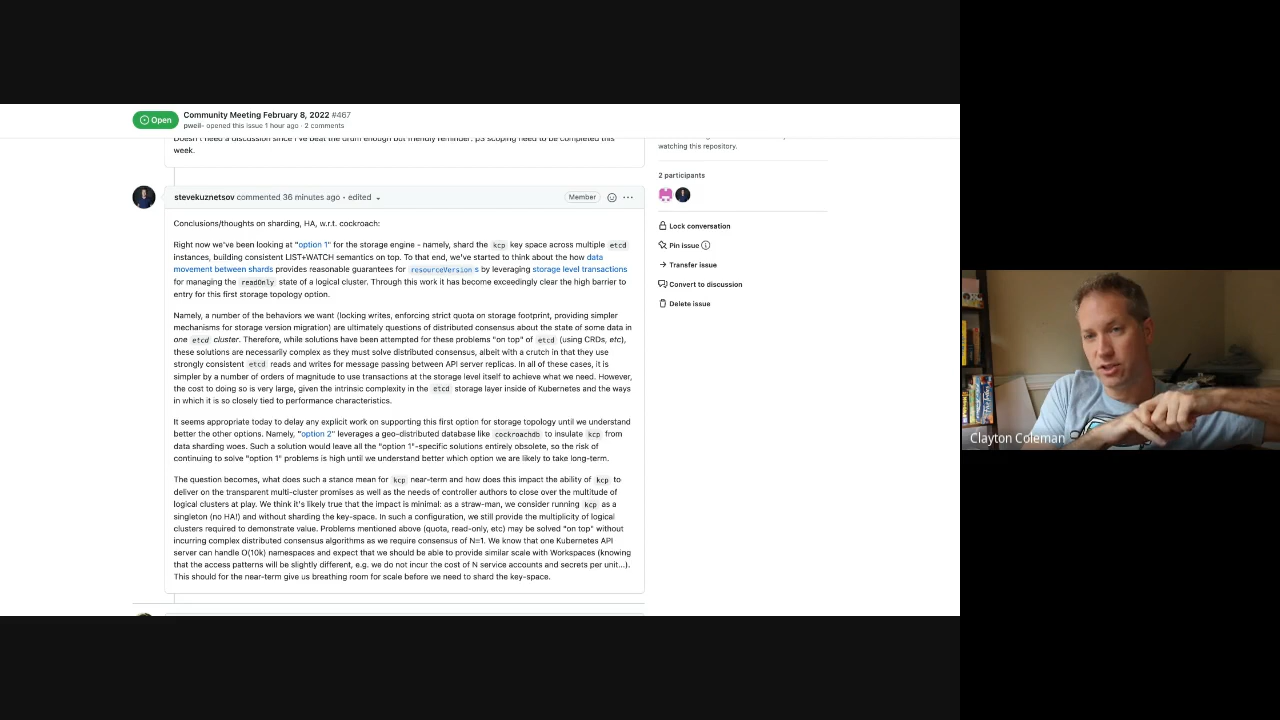 Open
Community Meeting February 8, 2022 #467
pweil- opened this issue 1 hour ago · 2 comments
week.
watching this repository.
2 participants
Lock conversation
Pin issue
Transfer issue
Convert to discussion
Delete issue
stevekuznetsov commented 36 minutes ago • edited
Member
Conclusions/thoughts on sharding, HA, w.r.t. cockroach:
Right now we've been looking at "option 1" for the storage engine - namely, shard the kcp key space across multiple etcd
instances, building consistent LIST+WATCH semantics on top. To that end, we've started to think about the how data
movement between shards provides reasonable guarantees for resourceVersion s by leveraging storage level transactions
for managing the readOnly state of a logical cluster. Through this work it has become exceedingly clear the high barrier to
entry for this first storage topology option.
Namely, a number of the behaviors we want (locking writes, enforcing strict quota on storage footprint, providing simpler
mechanisms for storage version migration) are ultimately questions of distributed consensus about the state of some data in
one etcd cluster. Therefore, while solutions have been attempted for these problems "on top" of etcd (using CRDs, etc),
these solutions are necessarily complex as they must solve distributed consensus, albeit with a crutch in that they use
strongly consistent etcd reads and writes for message passing between API server replicas. In all of these cases, it is
simpler by a number of orders of magnitude to use transactions at the storage level itself to achieve what we need. However,
the cost to doing so is very large, given the intrinsic complexity in the etcd storage layer inside of Kubernetes and the ways
in which it is so closely tied to performance characteristics.
It seems appropriate today to delay any explicit work on supporting this first option for storage topology until we understand
better the other options. Namely, "option 2" leverages a geo-distributed database like cockroachdb to insulate kcp from
data sharding woes. Such a solution would leave all the "option 1"-specific solutions entirely obsolete, so the risk of
continuing to solve "option 1" problems is high until we understand better which option we are likely to take long-term.
The question becomes, what does such a stance mean for kcp near-term and how does this impact the ability of kcp to
deliver on the transparent multi-cluster promises as well as the needs of controller authors to close over the multitude of
logical clusters at play. We think it's likely true that the impact is minimal: as a straw-man, we consider running kcp as a
singleton (no HA!) and without sharding the key-space. In such a configuration, we still provide the multiplicity of logical
clusters required to demonstrate value. Problems mentioned above (quota, read-only, etc) may be solved "on top" without
incurring complex distributed consensus algorithms as we require consensus of N=1. We know that one Kubernetes API
server can handle O(10k) namespaces and expect that we should be able to provide similar scale with Workspaces (knowing
that the access patterns will be slightly different, e.g. we do not incur the cost of N service accounts and secrets per unit...).
This should for the near-term give us breathing room for scale before we need to shard the key-space.
Clayton Coleman